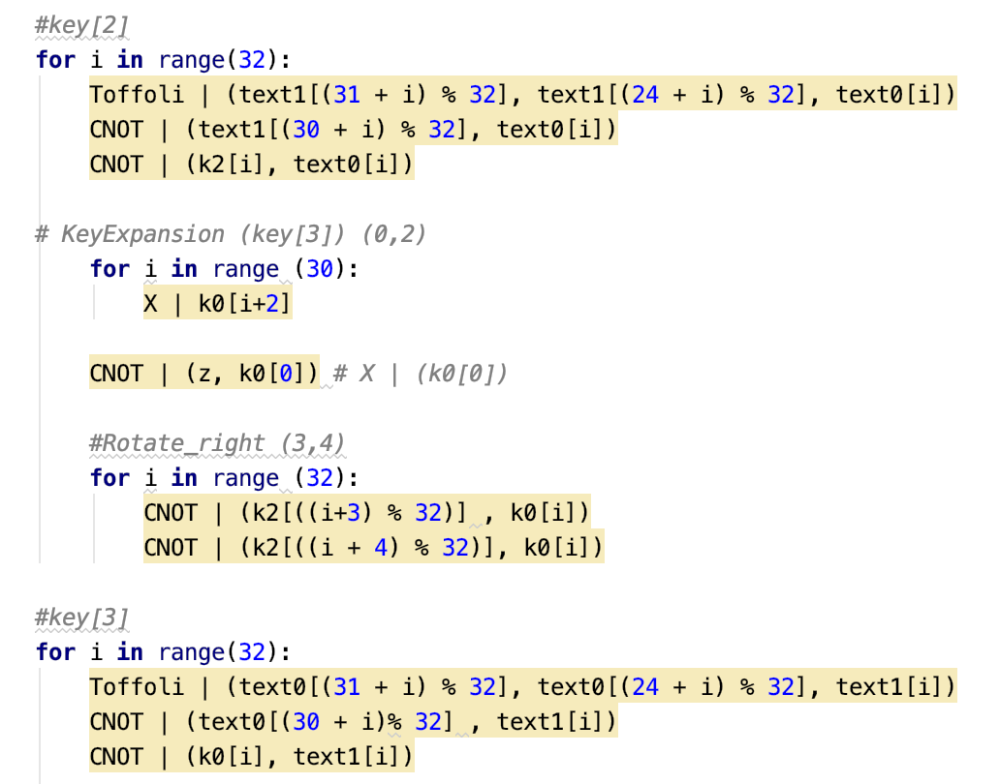 #key[2]
for i in range(32):
    Toffoli | (text1[(31 + i) % 32], text1[(24 + i) % 32], text0[i])
    CNOT | (text1[(30 + i) % 32], text0[i])
    CNOT | (k2[i], text0[i])
# KeyExpansion (key[3]) (0,2)
    for i in range (30):
        X | k0[i+2]
    CNOT | (z, k0[0]) # X | (k0[0])
    #Rotate_right (3,4)
    for i in range (32):
        CNOT | (k2[((i+3) % 32)] , k0[i])
        CNOT | (k2[((i + 4) % 32)], k0[i])
#key[3]
for i in range(32):
    Toffoli | (text0[(31 + i) % 32], text0[(24 + i) % 32], text1[i])
    CNOT | (text0[(30 + i)% 32] , text1[i])
    CNOT | (k0[i], text1[i])